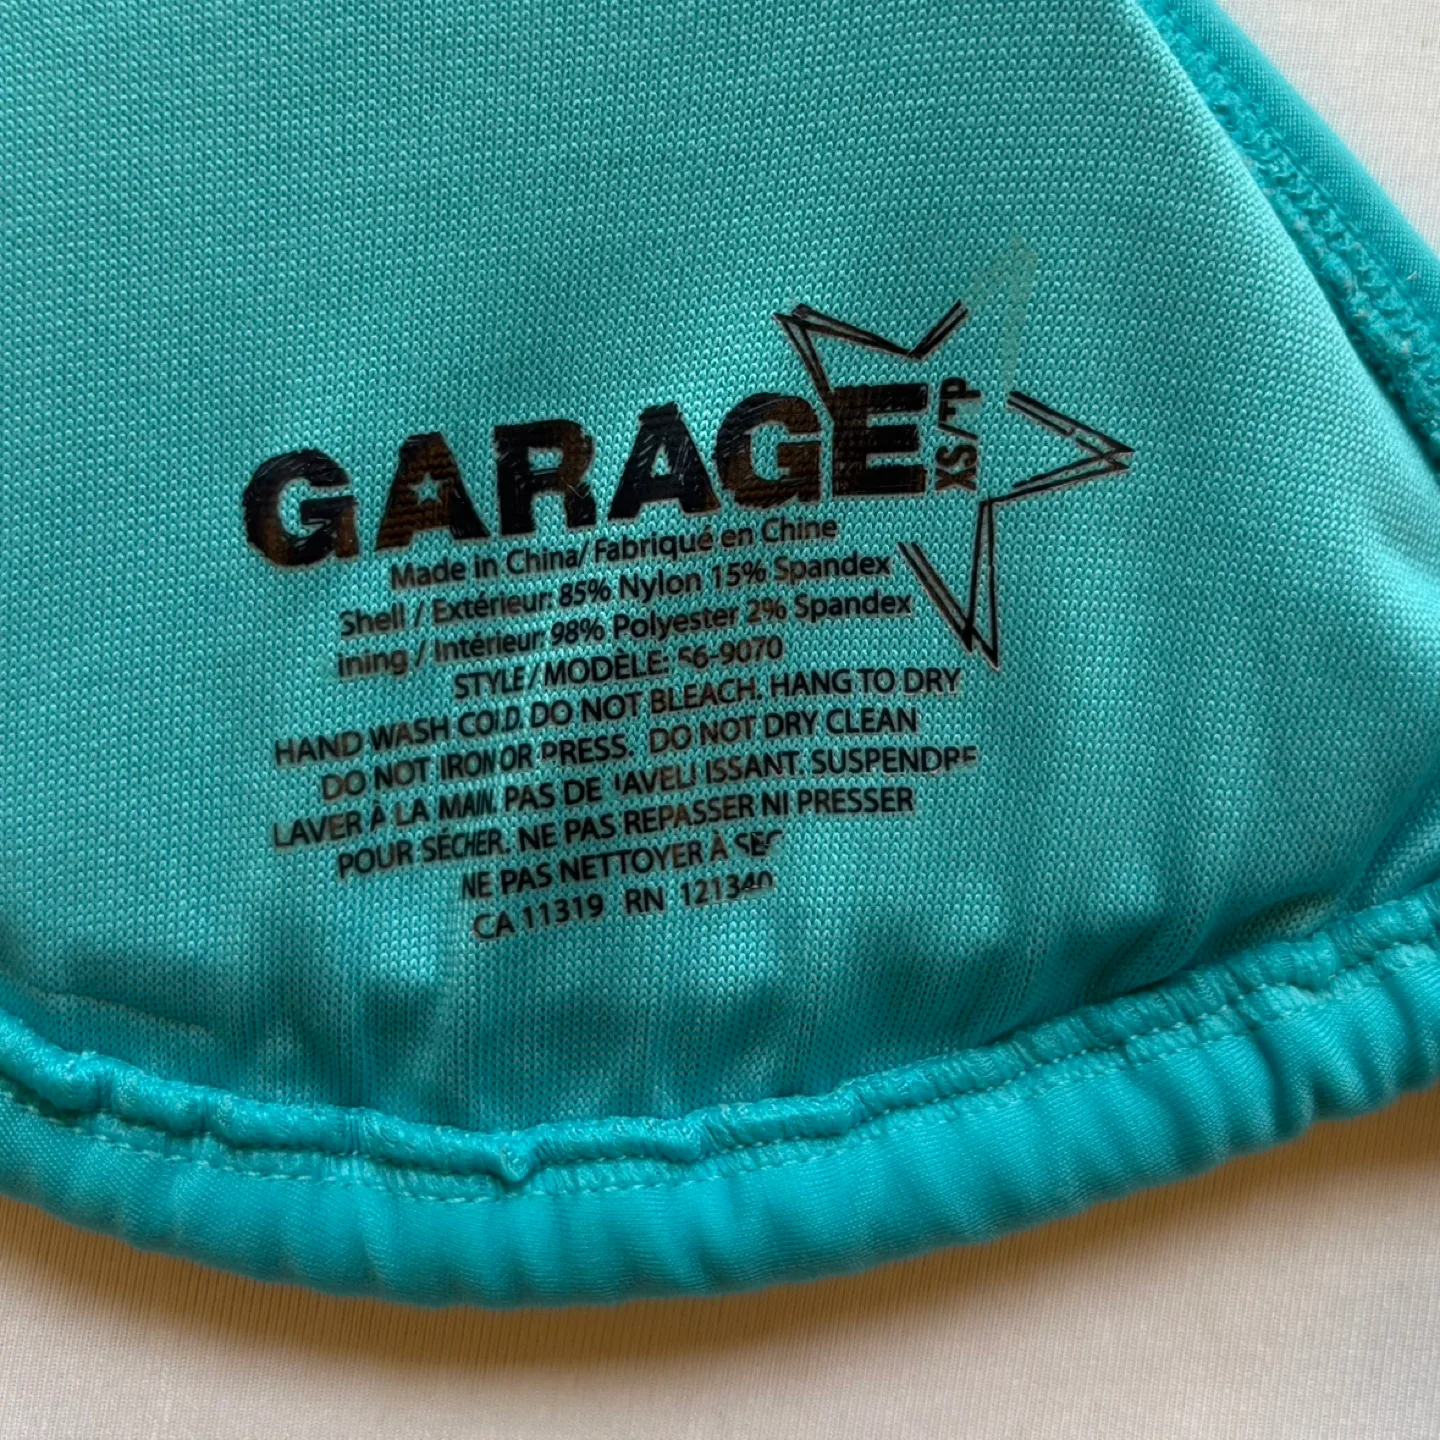 GARAGE
XS/TP
Made in China/ Fabriqué en Chine
Shell / Extérieur: 85% Nylon 15% Spandex
ining / Intérieur: 98% Polyester 2% Spandex
STYLE / MODÈLE: 56-9070
HAND WASH COLD. DO NOT BLEACH. HANG TO DRY
DO NOT IRON OR PRESS. DO NOT DRY CLEAN
LAVER À LA MAIN. PAS DE JAVELLISSANT. SUSPENDRE
POUR SÉCHER. NE PAS REPASSER NI PRESSER
NE PAS NETTOYER À SEC
CA 11319 RN 121340